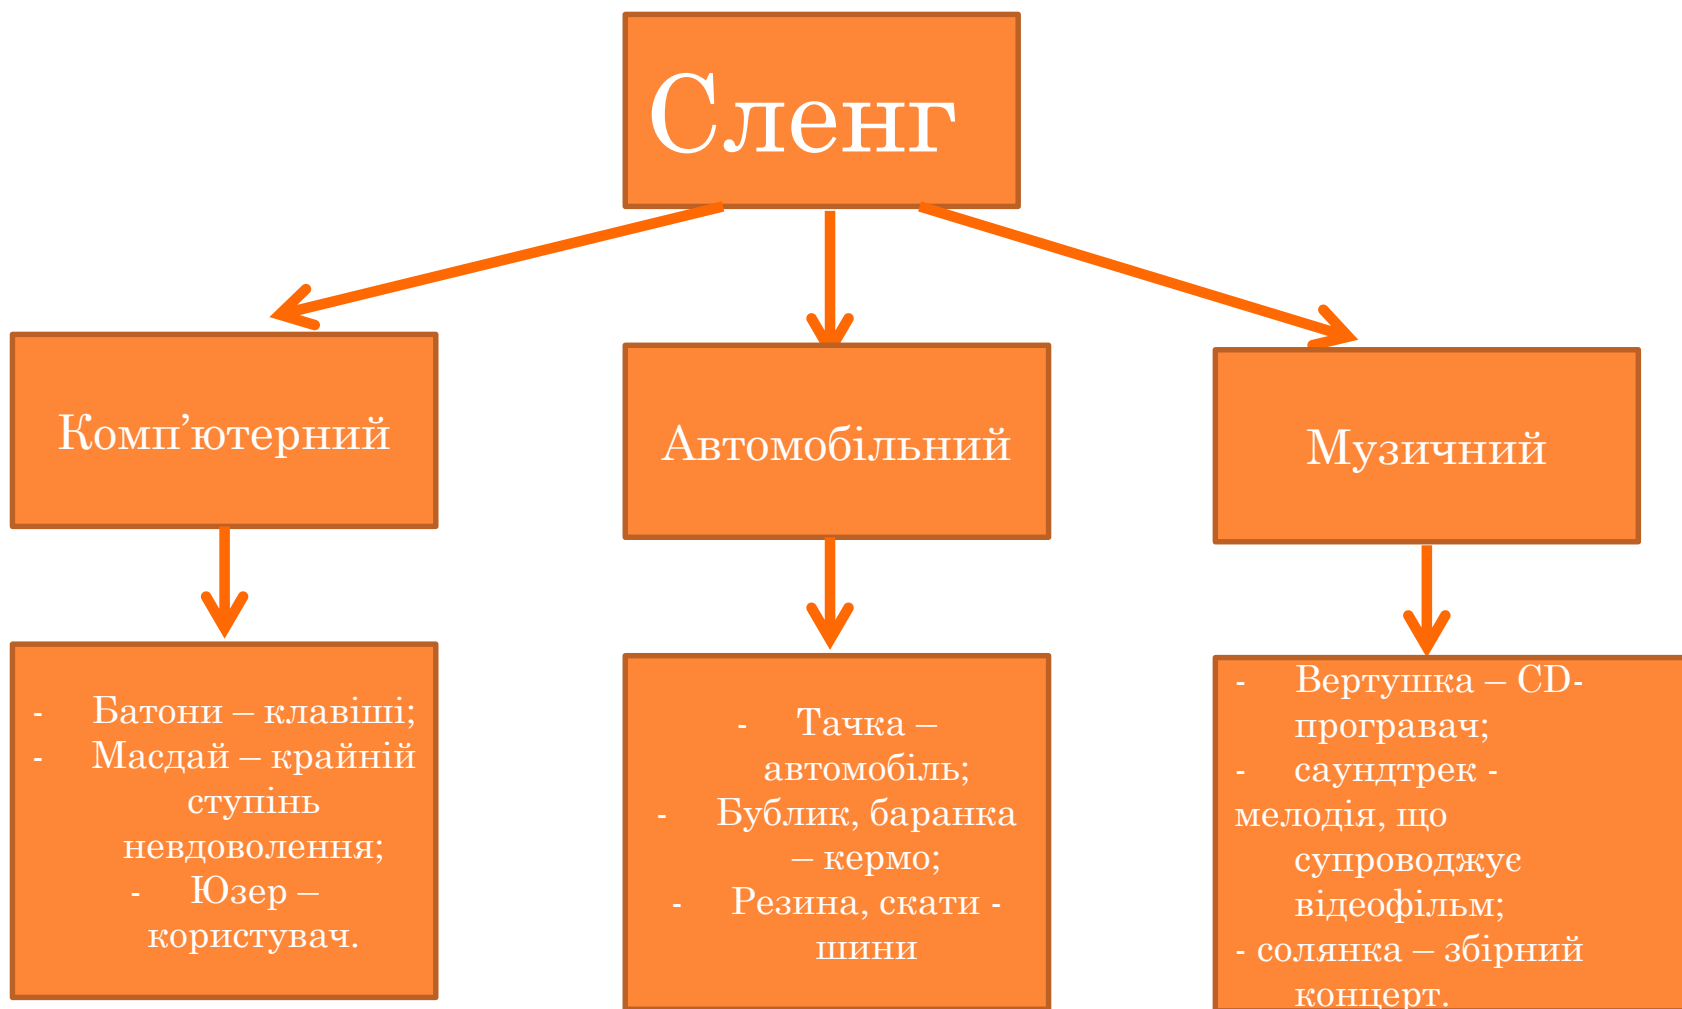 Сленг
Комп’ютерний
Автомобільний
Музичний
- Батони – клавіші;
- Масдай – крайній
ступінь
невдоволення;
- Юзер –
користувач.
- Тачка –
автомобіль;
- Бублик, баранка
– кермо;
- Резина, скати -
шини
- Вертушка – CD-
програвач;
- саундтрек -
мелодія, що
супроводжує
відеофільм;
- солянка – збірний
концерт.